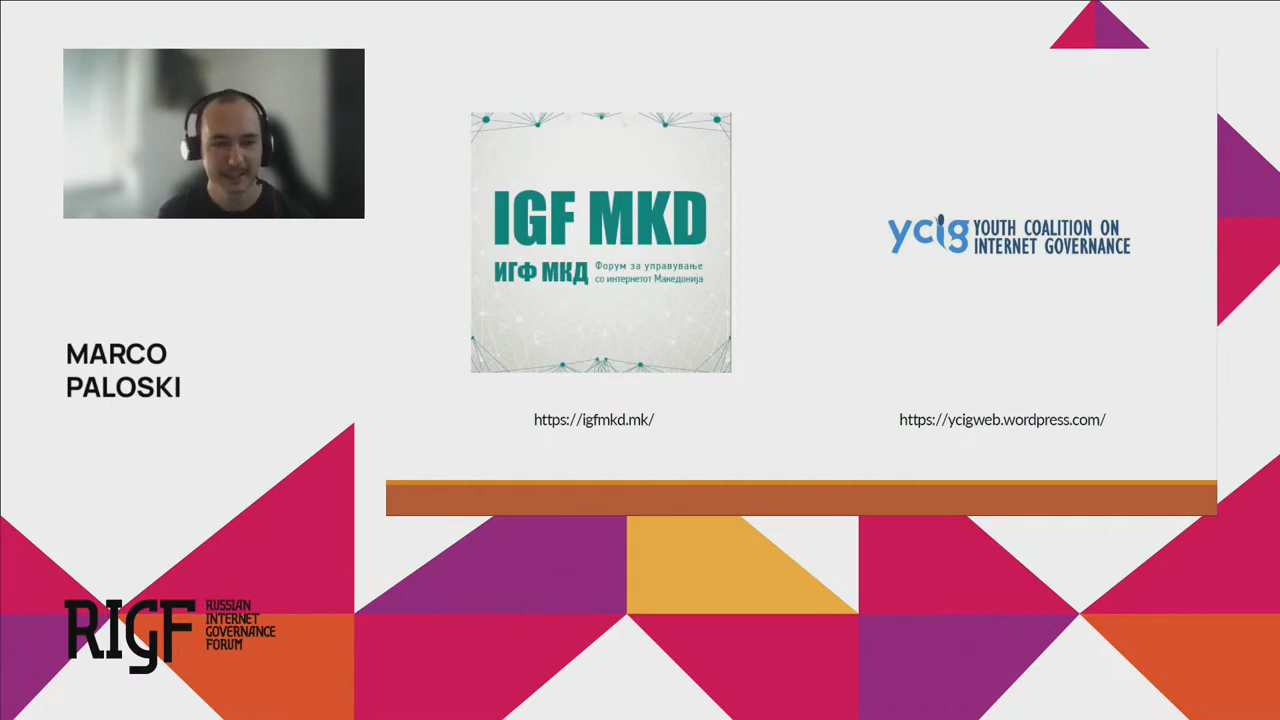 MARCO
PALOSKI
IGF MKD
ИГФ МКД
Форум за управување
со интернетот Македонија
ycig
YOUTH COALITION ON
INTERNET GOVERNANCE
https://igfmkd.mk/
https://ycigweb.wordpress.com/
RIGF
RUSSIAN
INTERNET
GOVERNANCE
FORUM